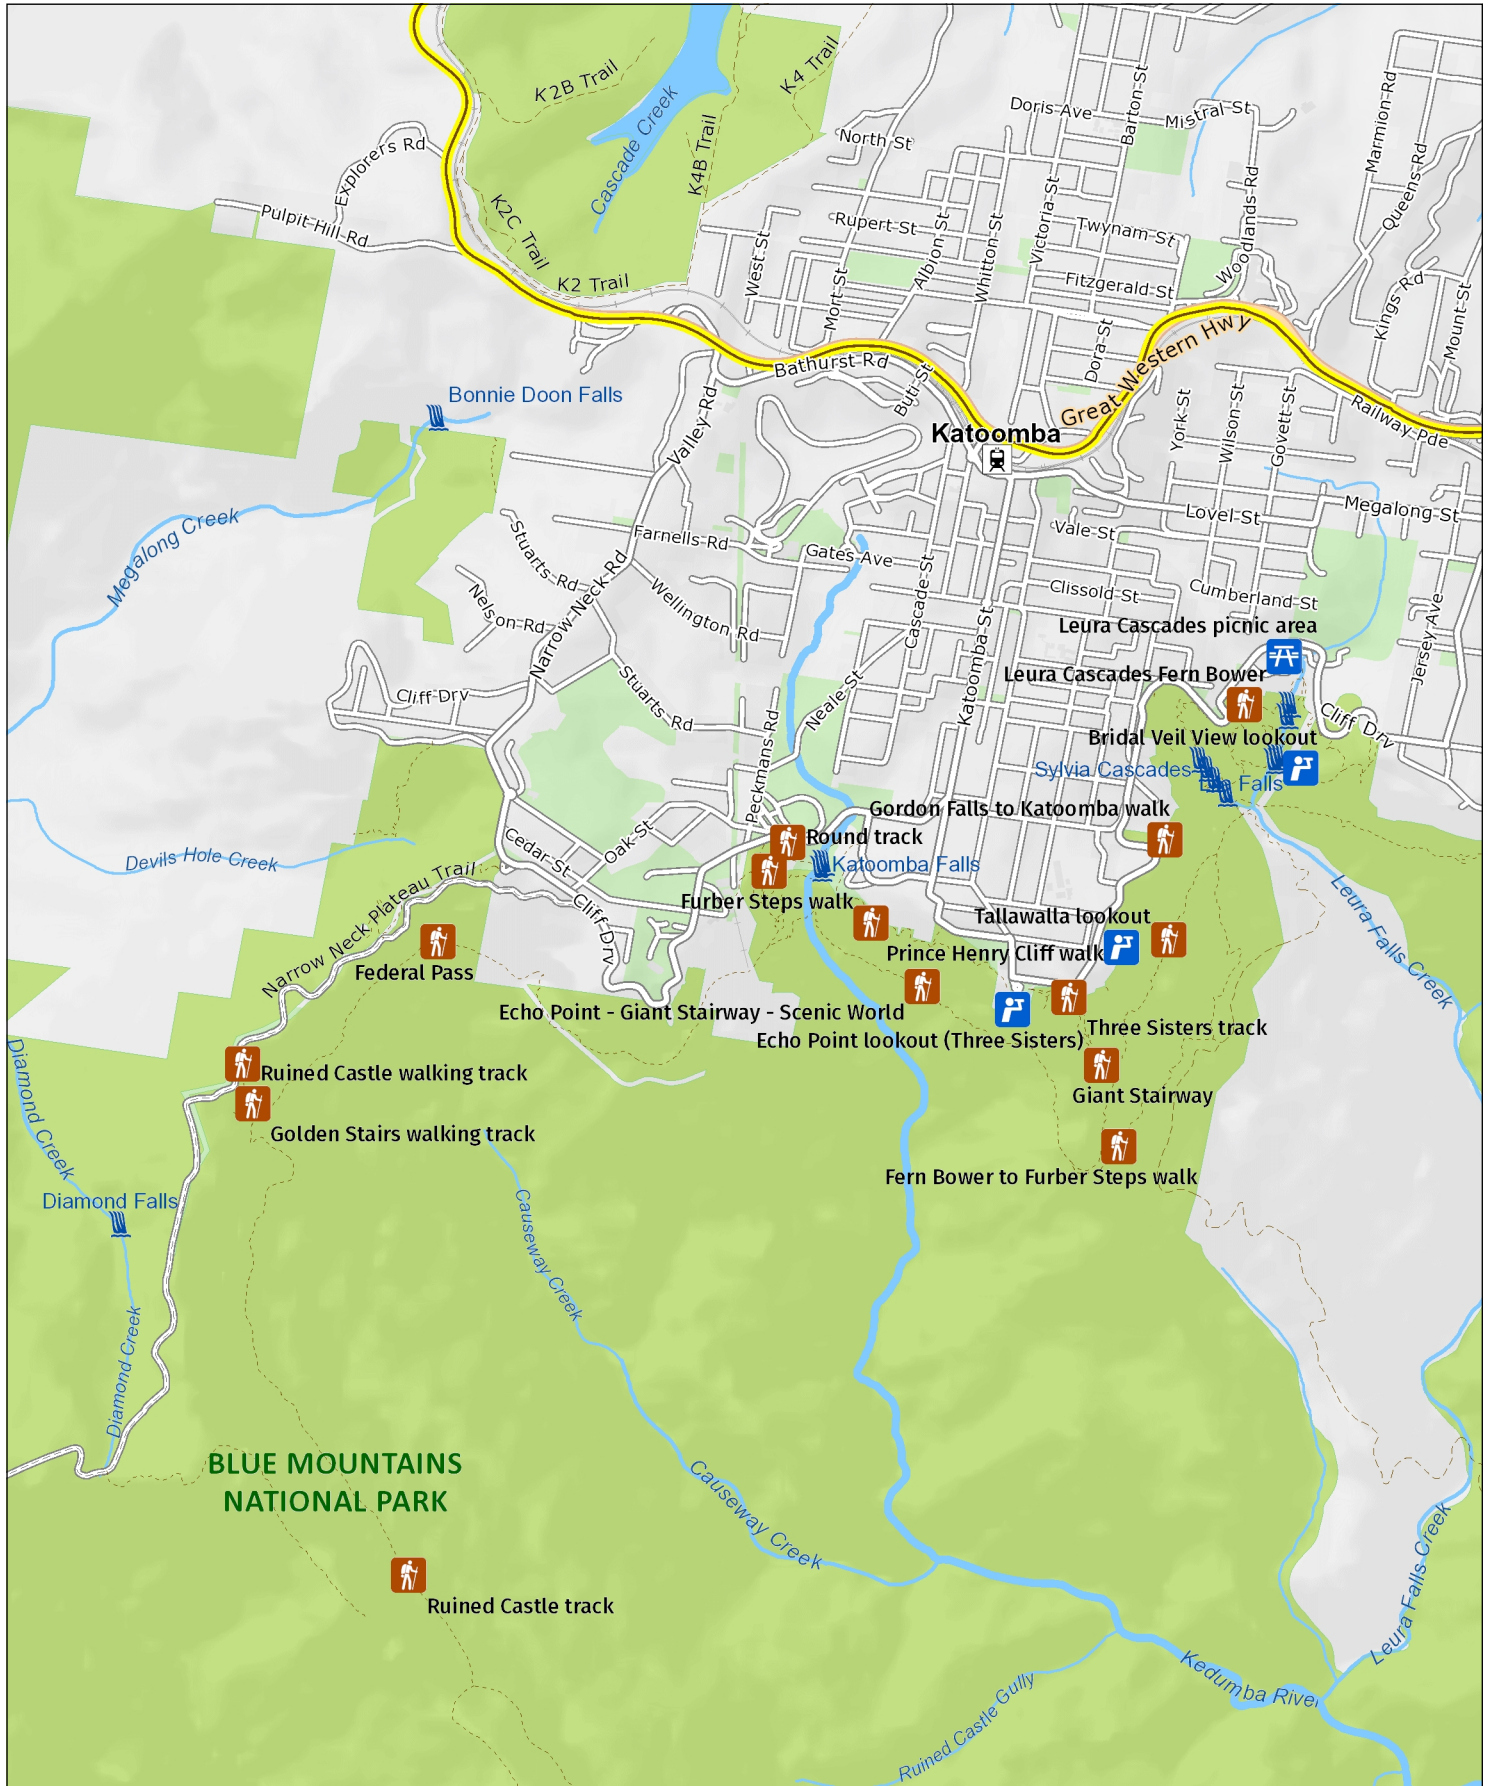 K2B Trail
K4 Trail
Cascade Creek
K4B Trail
Doris Ave
Barton St
Mistral St
Marmion Rd
North St
Explorers Rd
Queens Rd
Pulpit Hill Rd
K2C Trail
Rupert St
Victoria St
Twynam St
Woodlands Rd
West St
Albion St
Whitton St
K2 Trail
Mort St
Fitzgerald St
Kings Rd
Mount St
Bathurst Rd
Dora St
Great Western Hwy
Bonnie Doon Falls
Valley Rd
Buti St
York St
Wilson St
Govett St
Railway Pde
Katoomba
Megalong Creek
Lovel St
Megalong St
Stuarts Rd
Farnells Rd
Gates Ave
Vale St
Narrow Neck Rd
Nelson Rd
Wellington Rd
Cascade St
Clissold St
Cumberland St
Jersey Ave
Leura Cascades picnic area
Katoomba St
Leura Cascades Fern Bower
Cliff Drv
Stuarts Rd
Neale St
Cliff Drv
Bridal Veil View lookout
Peckmans Rd
Sylvia Cascades
Falls
Gordon Falls to Katoomba walk
Devils Hole Creek
Cedar St
Oak St
Round track
Katoomba Falls
Narrow Neck Plateau Trail
Furber Steps walk
Leura Falls Creek
Cliff Drv
Tallawalla lookout
Federal Pass
Prince Henry Cliff walk
Echo Point - Giant Stairway - Scenic World
Three Sisters track
Echo Point lookout (Three Sisters)
Ruined Castle walking track
Diamond Creek
Giant Stairway
Golden Stairs walking track
Fern Bower to Furber Steps walk
Diamond Falls
Causeway Creek
Diamond Creek
BLUE MOUNTAINS
NATIONAL PARK
Causeway Creek
Leura Falls Creek
Ruined Castle track
Kedumba River
Ruined Castle Gully